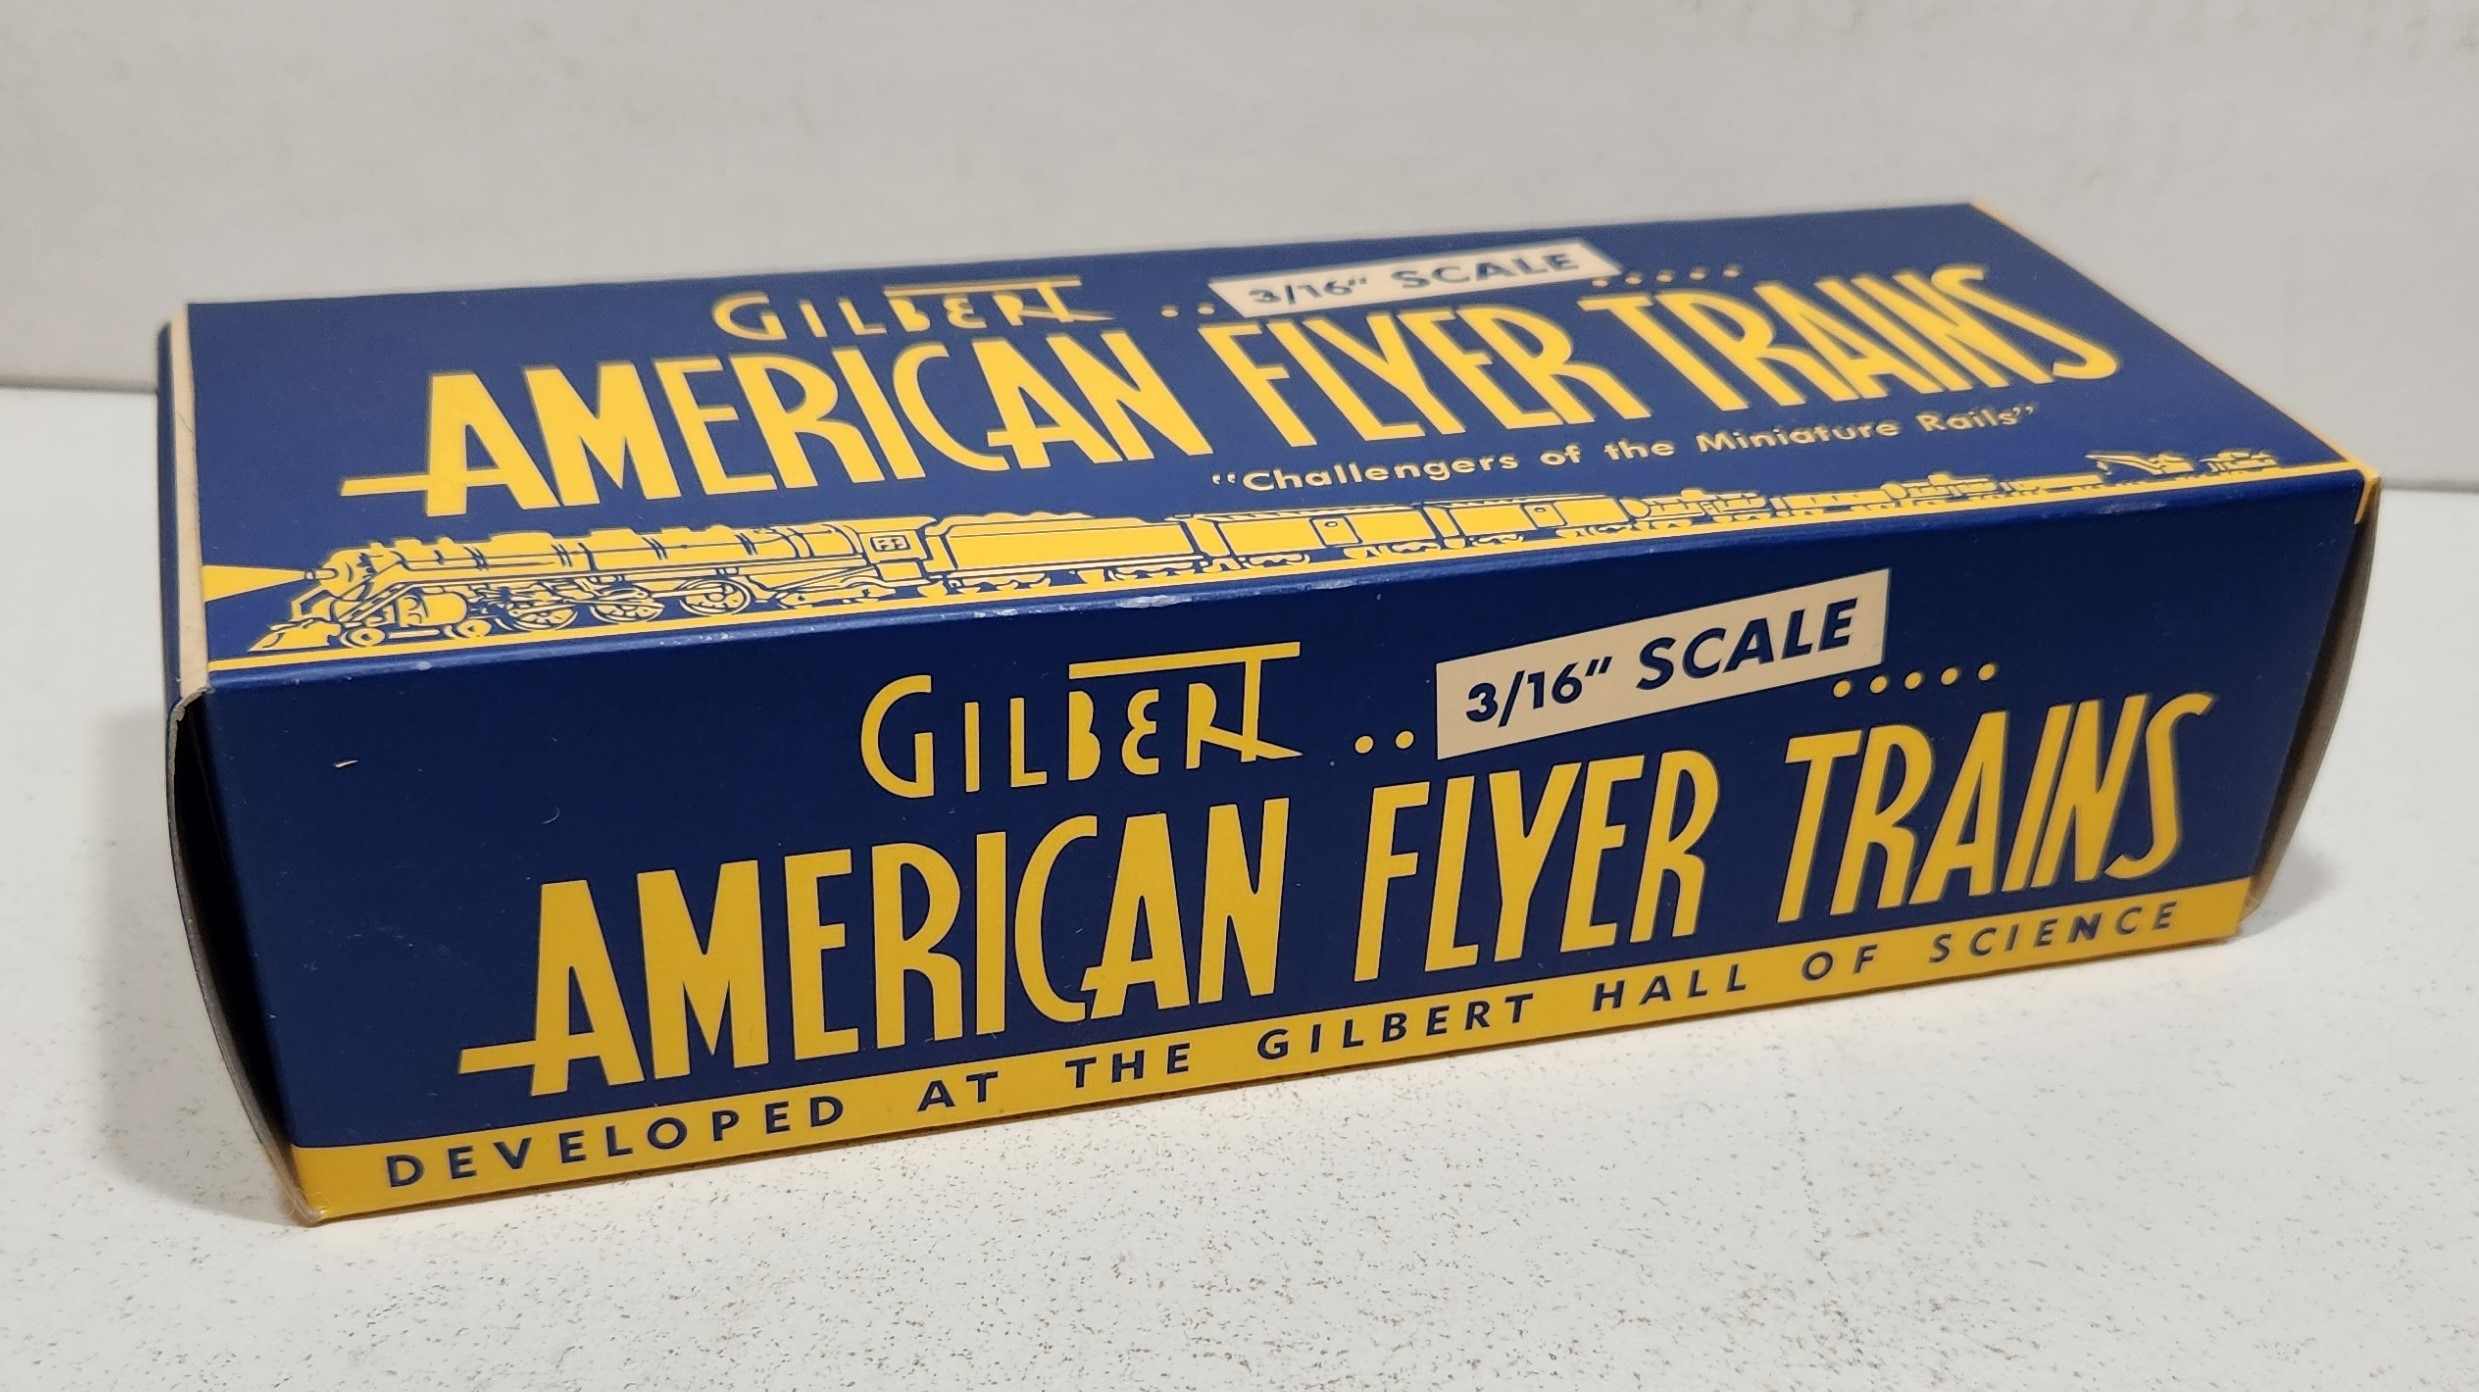 GILBERT .. 3/16" SCALE .....
AMERICAN FLYER TRAINS
"Challengers of the Miniature Rails"
GILBERT .. 3/16" SCALE .....
AMERICAN FLYER TRAINS
DEVELOPED AT THE GILBERT HALL OF SCIENCE